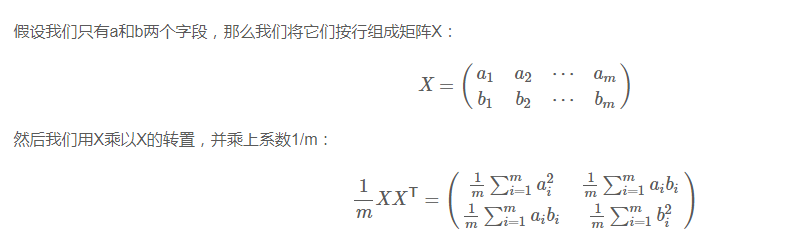 假设我们只有a和b两个字段，那么我们将它们按行组成矩阵X：
X = \begin{pmatrix} a_1 & a_2 & \cdots & a_m \\ b_1 & b_2 & \cdots & b_m \end{pmatrix}
然后我们用X乘以X的转置，并乘上系数1/m：
\frac{1}{m} X X^\mathsf{T} = \begin{pmatrix} \frac{1}{m} \sum_{i=1}^{m} a_i^2 & \frac{1}{m} \sum_{i=1}^{m} a_i b_i \\ \frac{1}{m} \sum_{i=1}^{m} a_i b_i & \frac{1}{m} \sum_{i=1}^{m} b_i^2 \end{pmatrix}